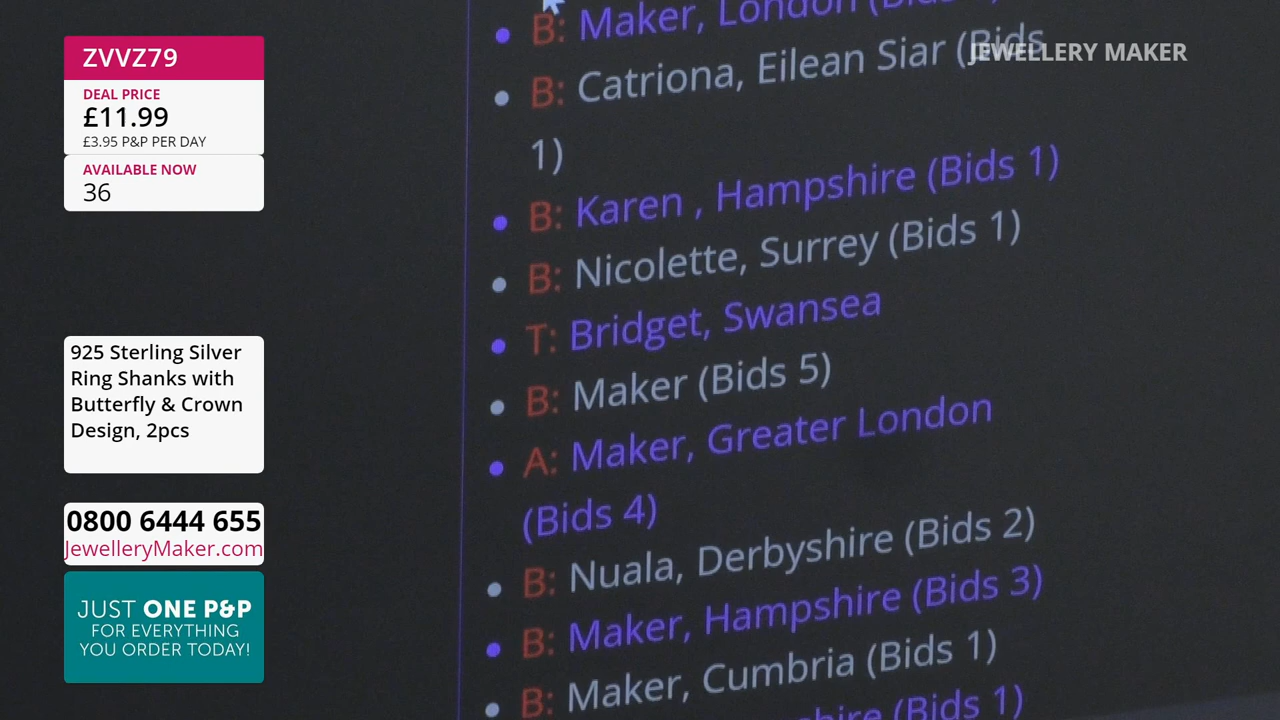 ZVVZ79
DEAL PRICE
£11.99
£3.95 P&P PER DAY
AVAILABLE NOW
36
925 Sterling Silver
Ring Shanks with
Butterfly & Crown
Design, 2pcs
0800 6444 655
JewelleryMaker.com
JUST ONE P&P
FOR EVERYTHING
YOU ORDER TODAY!
JEWELLERY MAKER
B: Maker, London
B: Catriona, Eilean Siar (Bids
1)
B: Karen , Hampshire (Bids 1)
B: Nicolette, Surrey (Bids 1)
T: Bridget, Swansea
B: Maker (Bids 5)
A: Maker, Greater London
(Bids 4)
B: Nuala, Derbyshire (Bids 2)
B: Maker, Hampshire (Bids 3)
B: Maker, Cumbria (Bids 1)
(Bids 1)